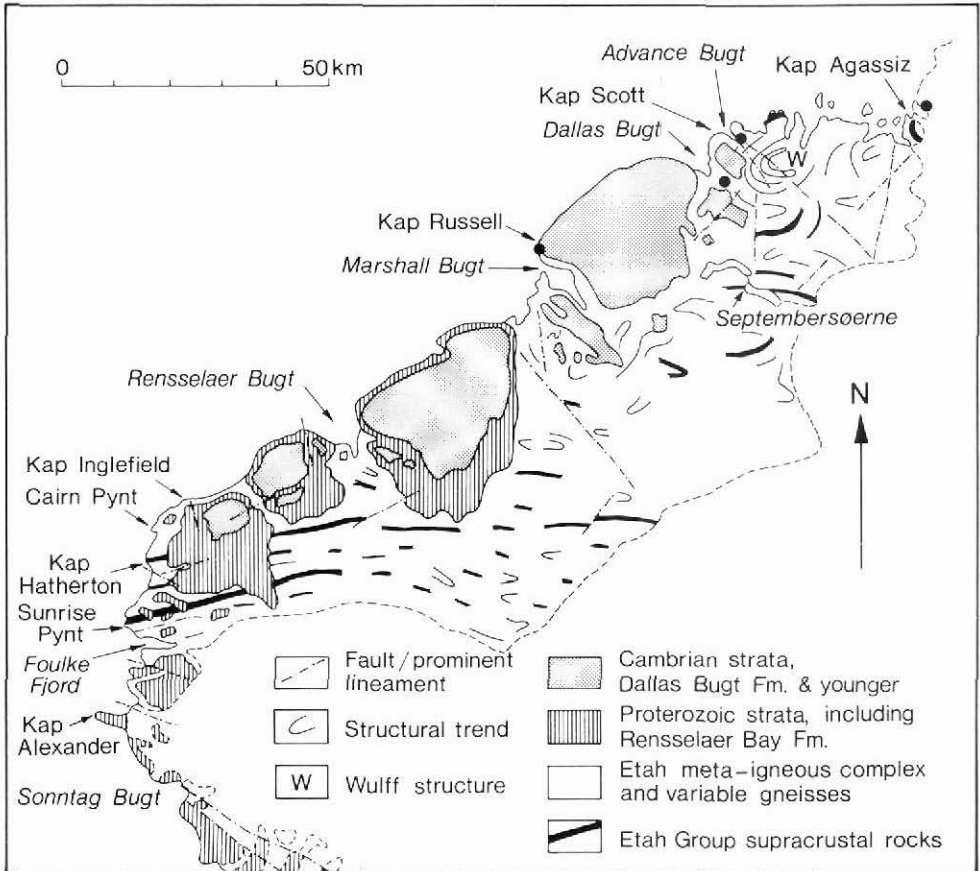 0 50 km
Advance Bugt
Kap Agassiz
Kap Scott
Dallas Bugt
W
Kap Russell
Marshall Bugt
Septembersøerne
Rensselaer Bugt
N
Kap Inglefield
Cairn Pynt
Kap
Hatherton
Sunrise
Pynt
Foulke
Fjord
Kap
Alexander
Sonntag Bugt
Fault/prominent
lineament
Structural trend
W Wulff structure
Cambrian strata,
Dallas Bugt Fm. & younger
Proterozoic strata, including
Rensselaer Bay Fm.
Etah meta-igneous complex
and variable gneisses
Etah Group supracrustal rocks